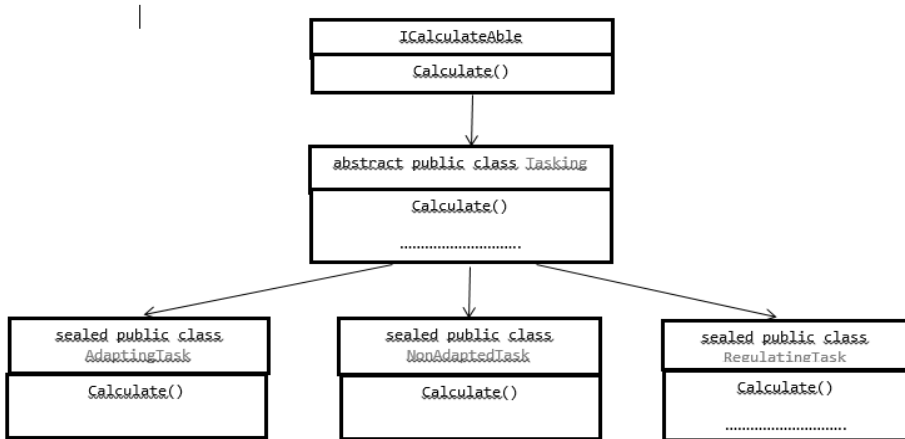 ICalculateAble
Calculate()
abstract public class Tasking
Calculate()
................................
sealed public class
AdaptingTask
Calculate()
sealed public class
NonAdaptedTask
Calculate()
sealed public class
RegulatingTask
Calculate()
................................